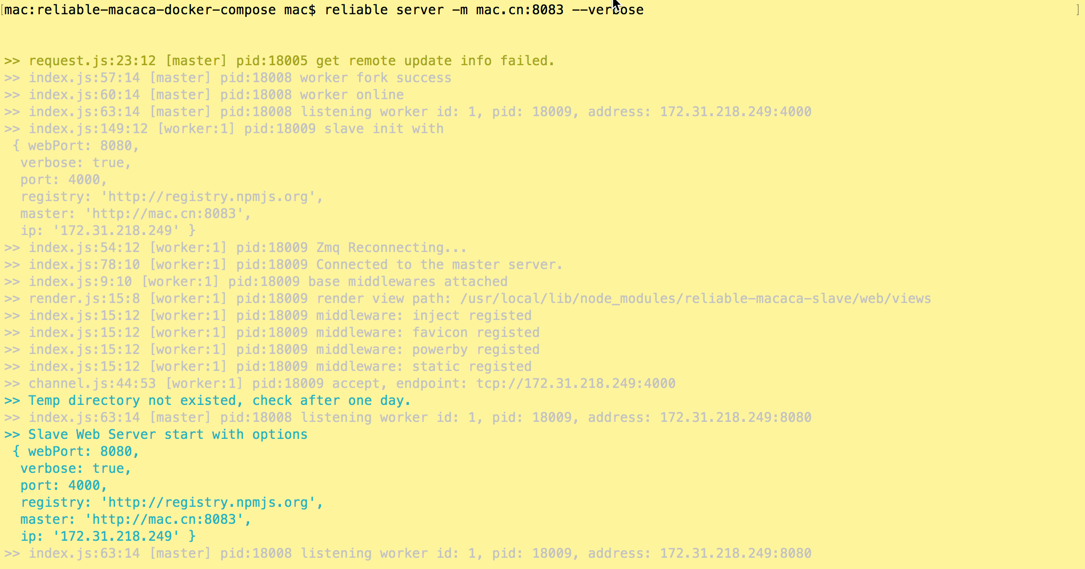 [mac:reliable-macaca-docker-compose mac$ reliable server -m mac.cn:8083 --verbose ]
>> request.js:23:12 [master] pid:18005 get remote update info failed.
>> index.js:57:14 [master] pid:18008 worker fork success
>> index.js:60:14 [master] pid:18008 worker online
>> index.js:63:14 [master] pid:18008 listening worker id: 1, pid: 18009, address: 172.31.218.249:4000
>> index.js:149:12 [worker:1] pid:18009 slave init with
{ webPort: 8080,
verbose: true,
port: 4000,
registry: 'http://registry.npmjs.org',
master: 'http://mac.cn:8083',
ip: '172.31.218.249' }
>> index.js:54:12 [worker:1] pid:18009 Zmq Reconnecting...
>> index.js:78:10 [worker:1] pid:18009 Connected to the master server.
>> index.js:9:10 [worker:1] pid:18009 base middlewares attached
>> render.js:15:8 [worker:1] pid:18009 render view path: /usr/local/lib/node_modules/reliable-macaca-slave/web/views
>> index.js:15:12 [worker:1] pid:18009 middleware: inject registed
>> index.js:15:12 [worker:1] pid:18009 middleware: favicon registed
>> index.js:15:12 [worker:1] pid:18009 middleware: powerby registed
>> index.js:15:12 [worker:1] pid:18009 middleware: static registed
>> channel.js:44:53 [worker:1] pid:18009 accept, endpoint: tcp://172.31.218.249:4000
>> Temp directory not existed, check after one day.
>> index.js:63:14 [master] pid:18008 listening worker id: 1, pid: 18009, address: 172.31.218.249:8080
>> Slave Web Server start with options
{ webPort: 8080,
verbose: true,
port: 4000,
registry: 'http://registry.npmjs.org',
master: 'http://mac.cn:8083',
ip: '172.31.218.249' }
>> index.js:63:14 [master] pid:18008 listening worker id: 1, pid: 18009, address: 172.31.218.249:8080